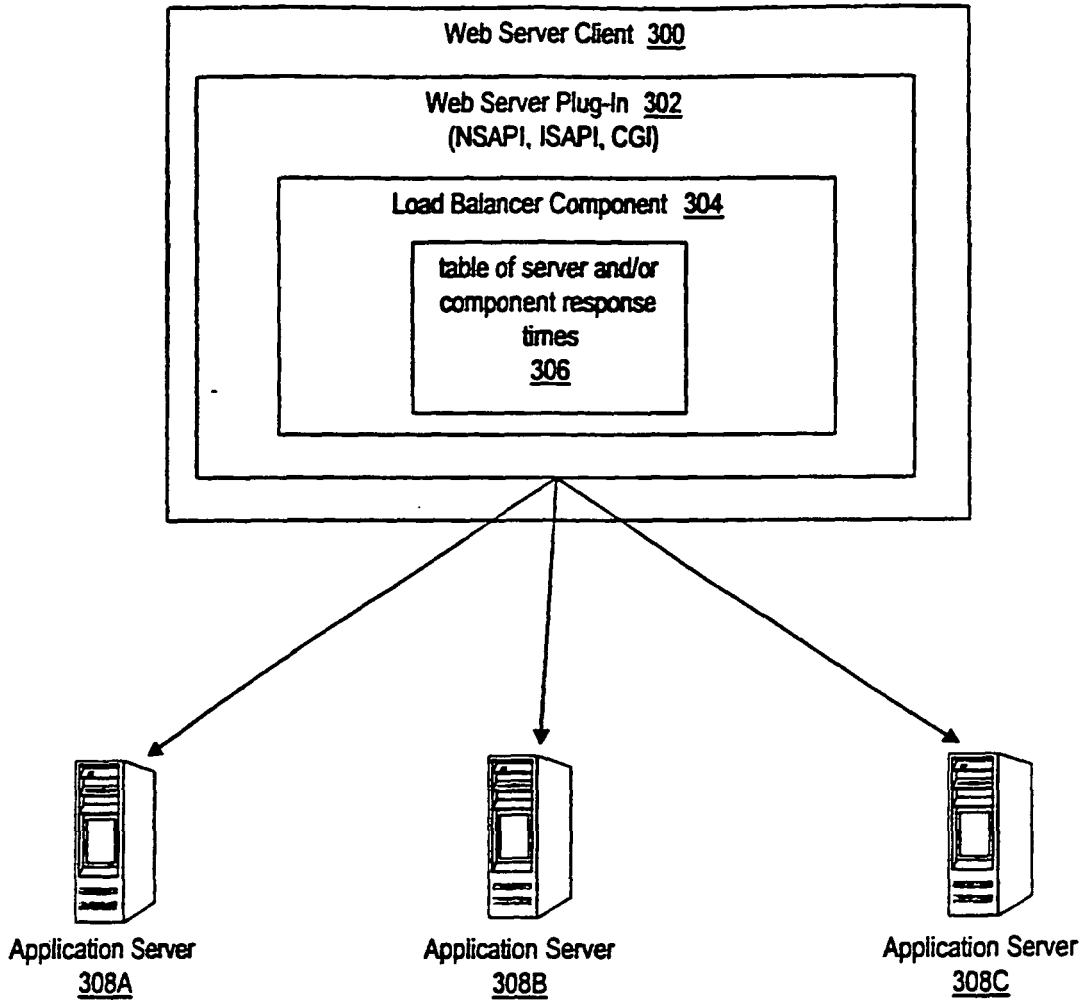 Web Server Client 300
Web Server Plug-In 302
(NSAPI, ISAPI, CGI)
Load Balancer Component 304
table of server and/or
component response
times
306
Application Server
308A
Application Server
308B
Application Server
308C